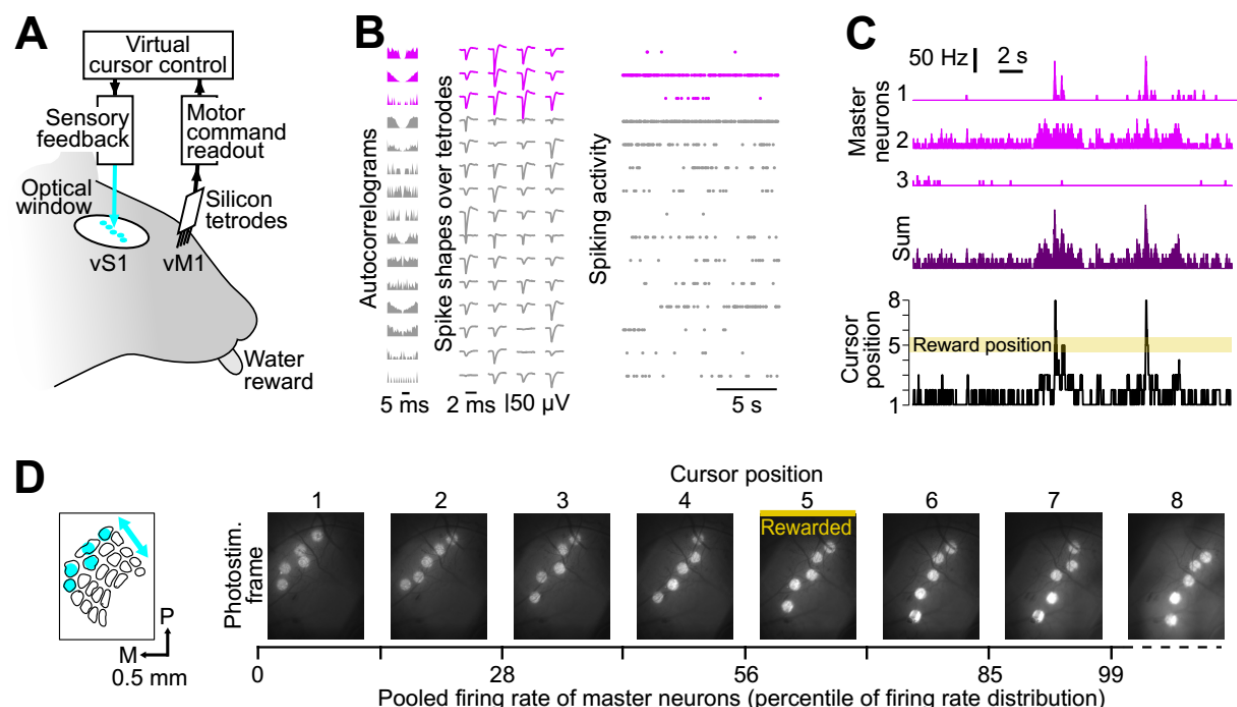 A
Virtual
cursor control
Sensory
feedback
Motor
command
readout
Optical
window
Silicon
tetrodes
vS1
vM1
Water
reward
B
Autocorrelograms
Spike shapes over tetrodes
Spiking activity
5 ms
2 ms
50 µV
5 s
C
50 Hz
2 s
Master
neurons
1
2
3
Sum
Cursor
position
8
5
1
Reward position
D
P
M
0.5 mm
Photostim.
frame
Cursor position
1 2 3 4 5 6 7 8
Rewarded
0 28 56 85 99
Pooled firing rate of master neurons (percentile of firing rate distribution)